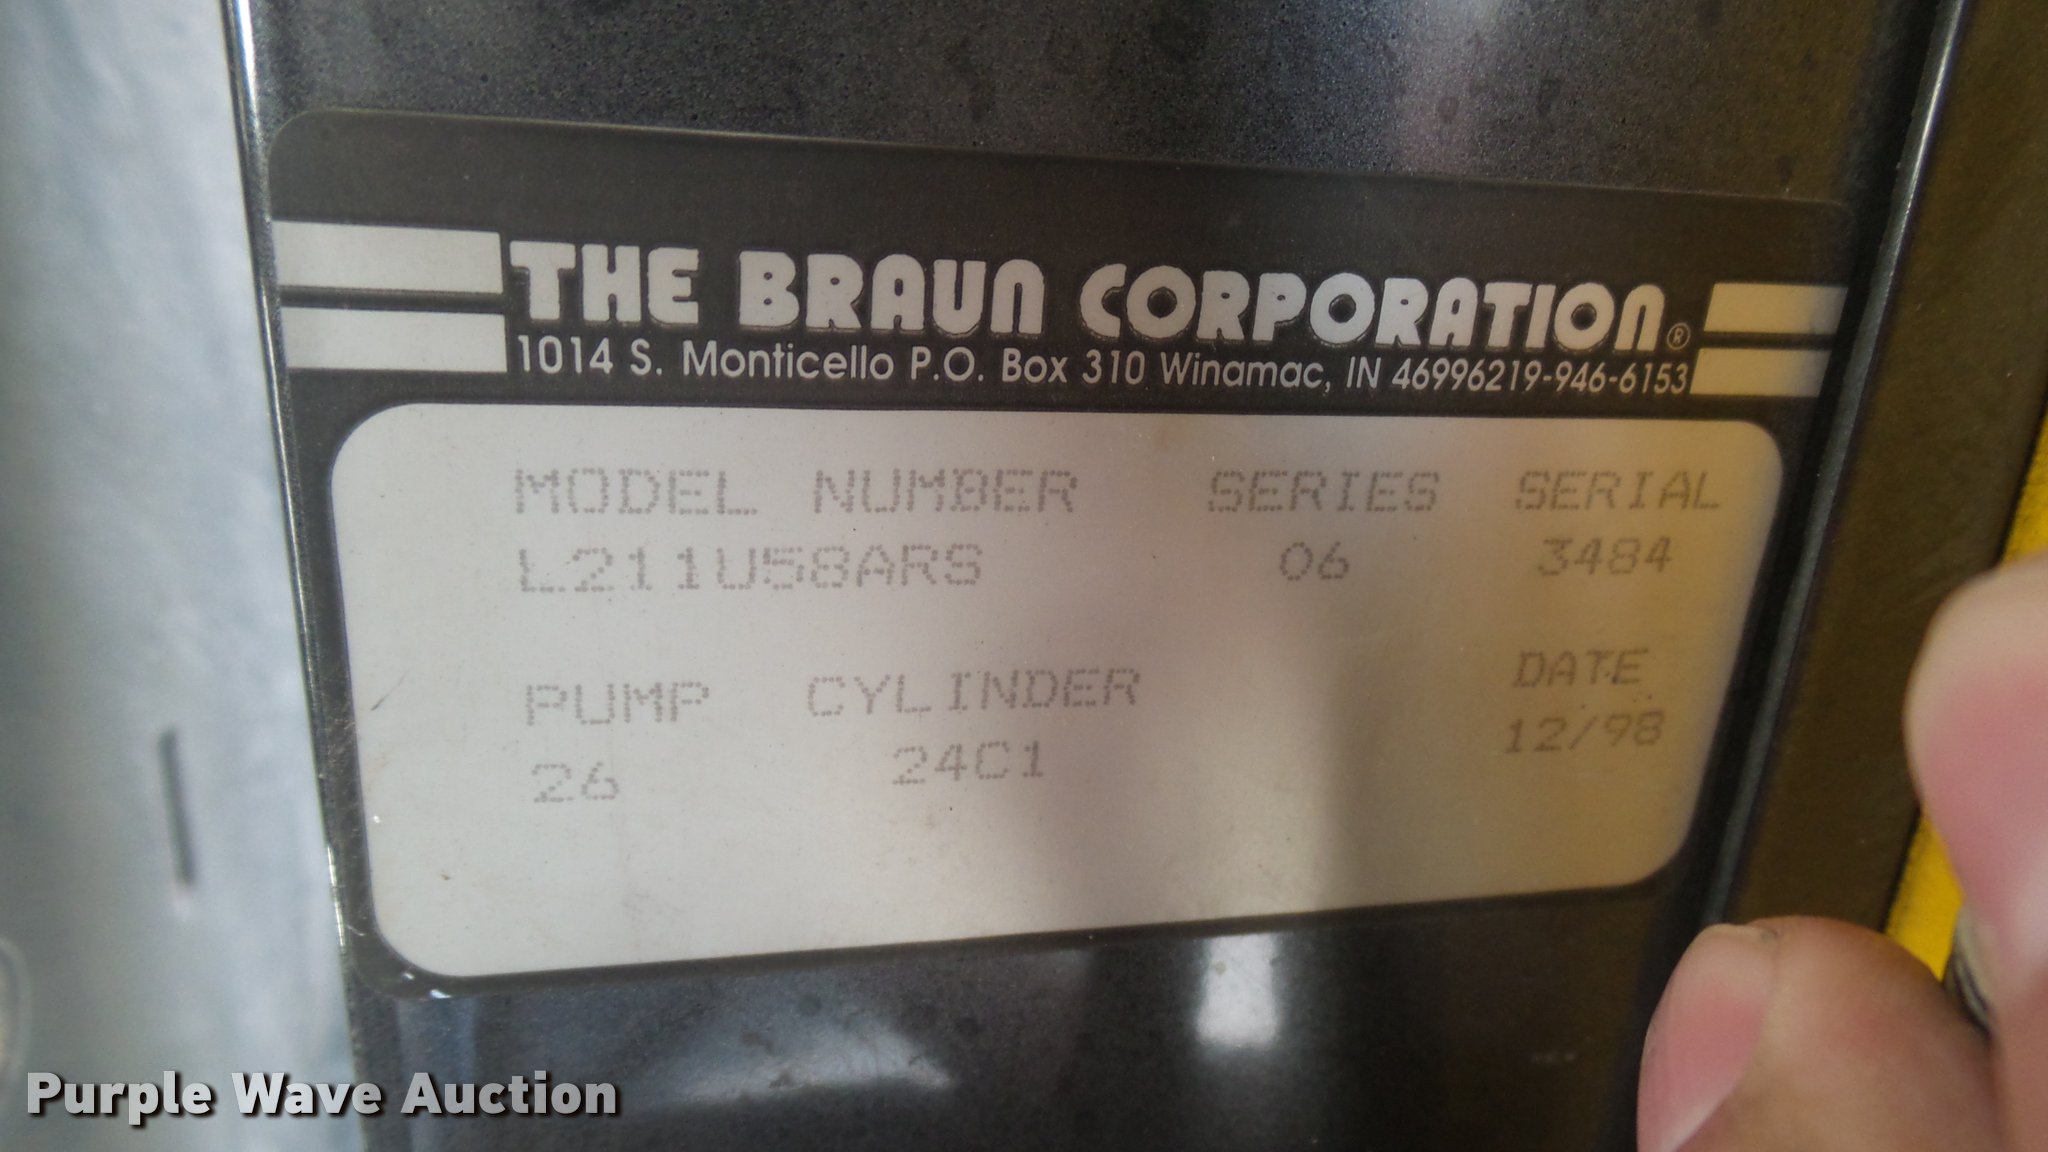 THE BRAUN CORPORATION®
1014 S. Monticello P.O. Box 310 Winamac, IN 46996219-946-6153
MODEL NUMBER SERIES SERIAL
L211U58ARS 06 3484
PUMP CYLINDER DATE
26 24C1 12/98
Purple Wave Auction